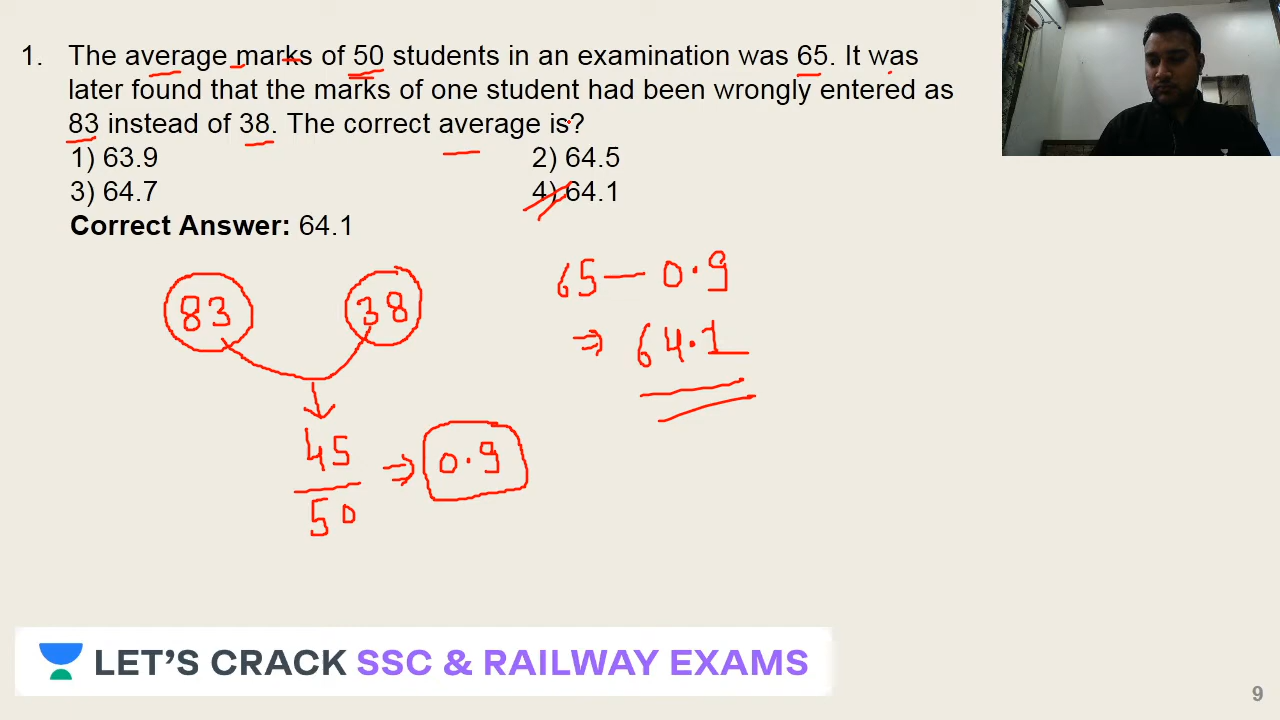 1. The average marks of 50 students in an examination was 65. It was
later found that the marks of one student had been wrongly entered as
83 instead of 38. The correct average is?
1) 63.9 2) 64.5
3) 64.7 4) 64.1
Correct Answer: 64.1
83 38
65 — 0.9
⇒ 64.1
45
50
⇒ 0.9
LET'S CRACK SSC & RAILWAY EXAMS
9